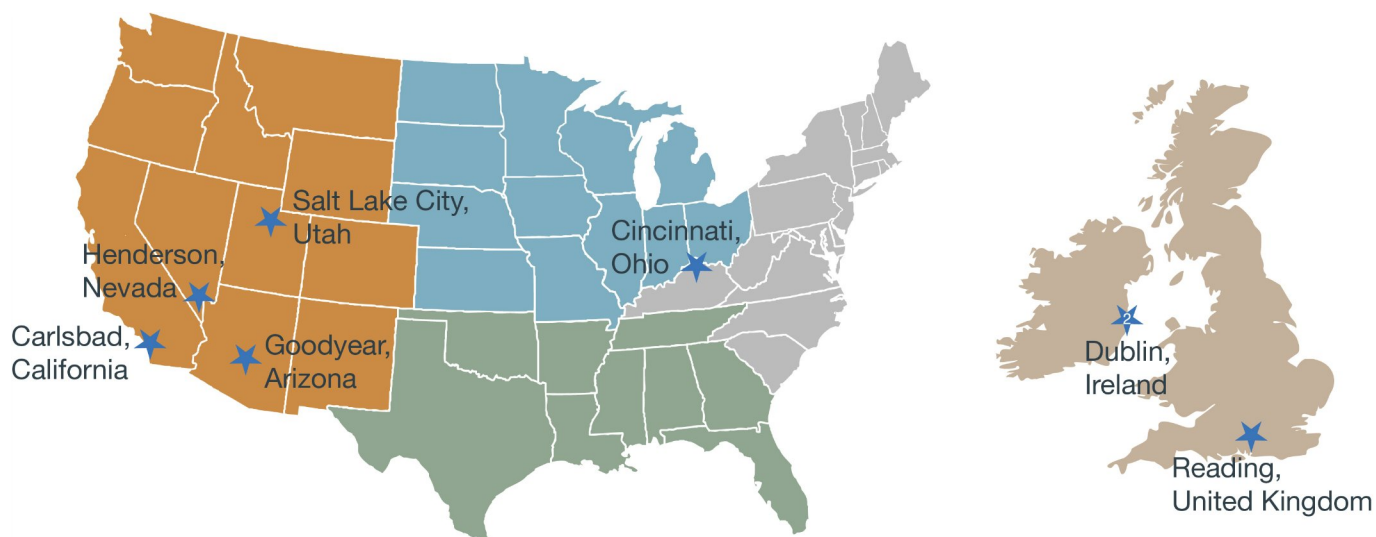 Salt Lake City,
Utah
Cincinnati,
Ohio
Henderson,
Nevada
Carlsbad,
California
Goodyear,
Arizona
2
Dublin,
Ireland
Reading,
United Kingdom